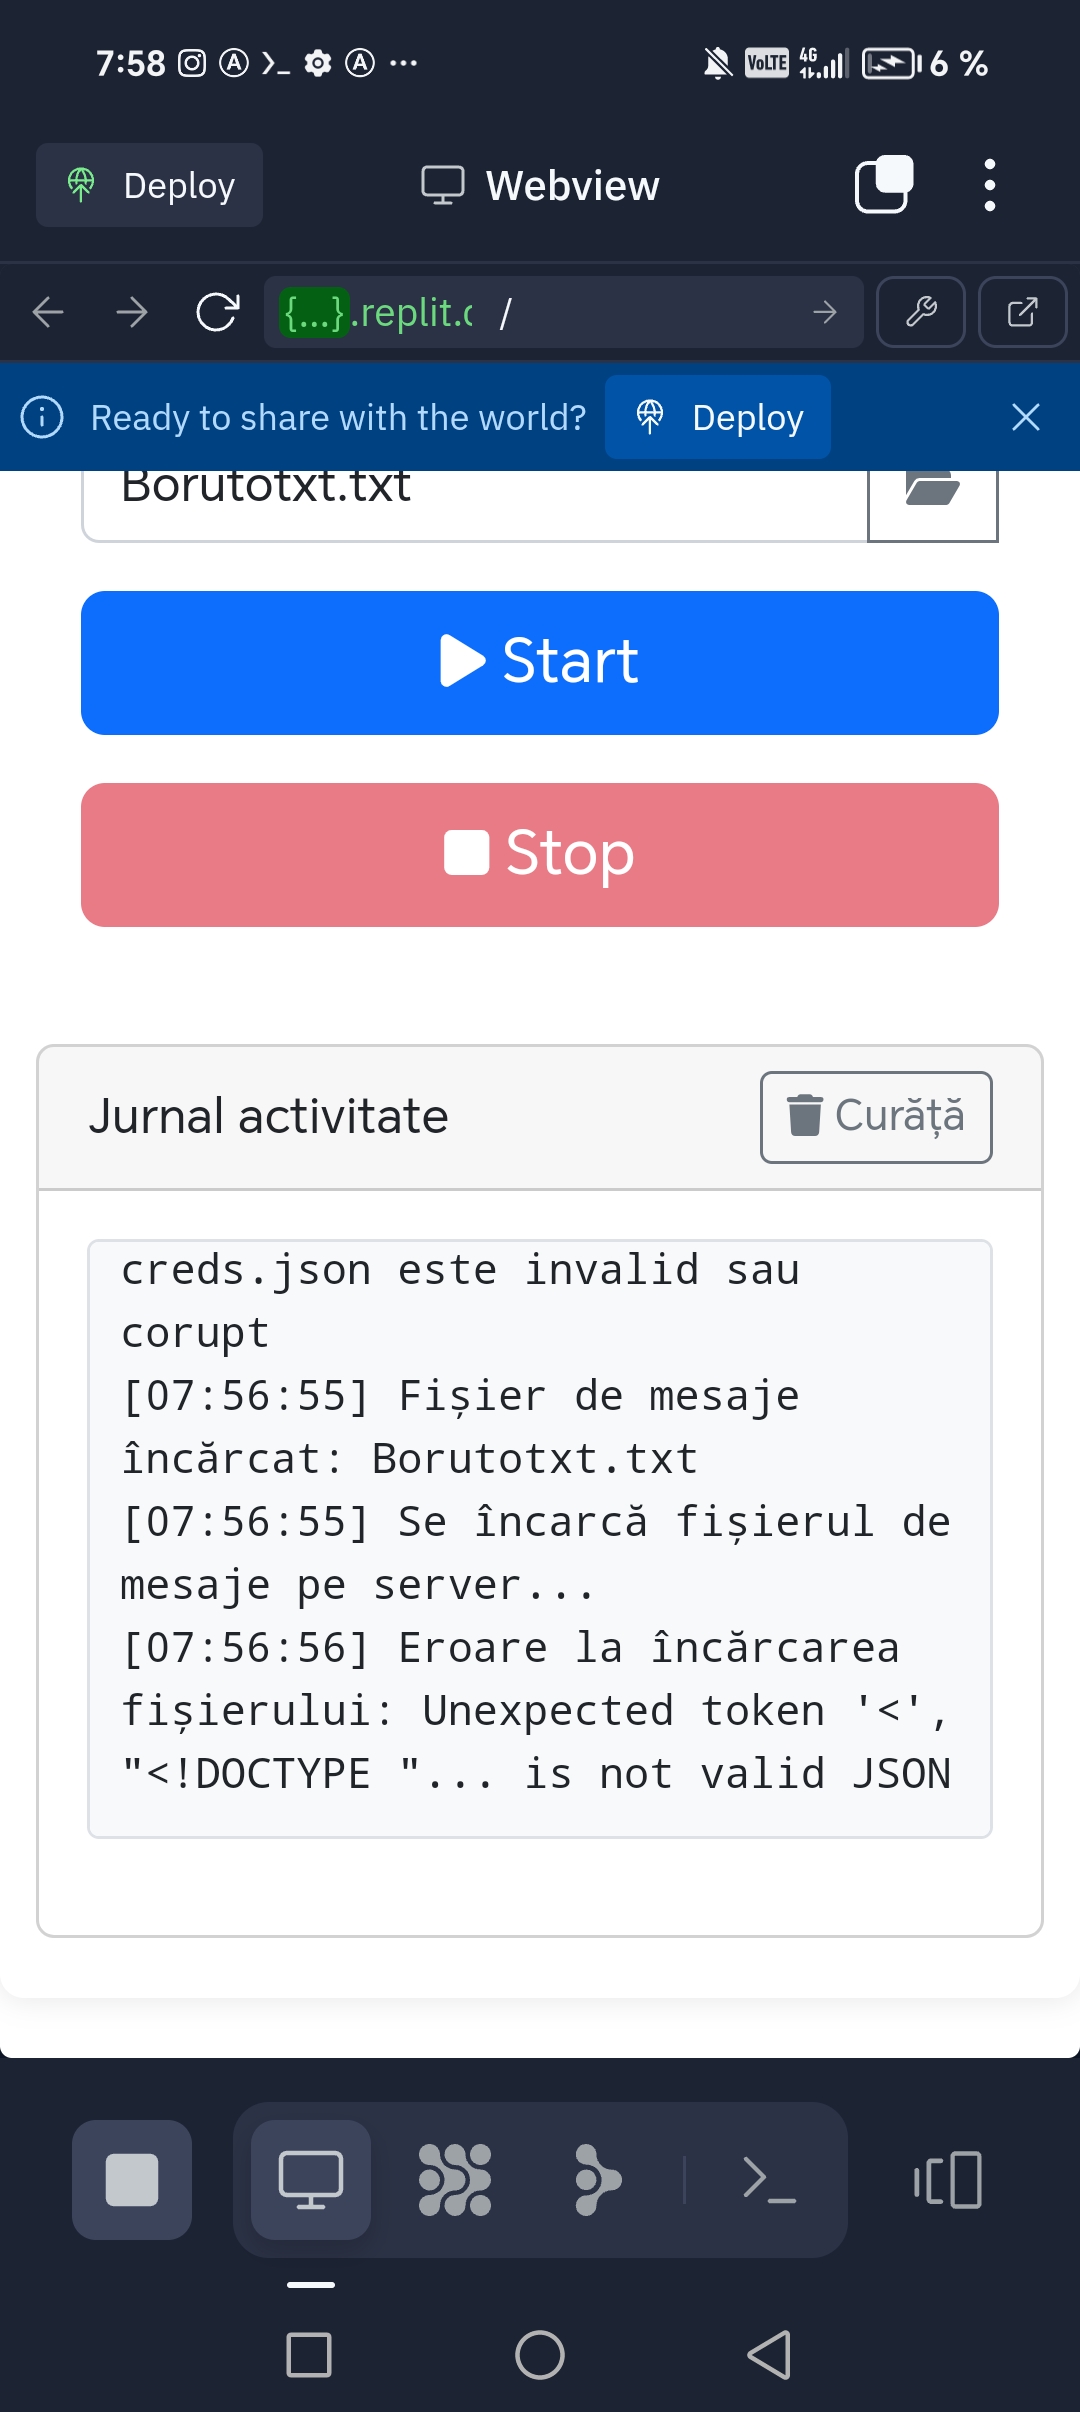 7:58
VoLTE 4G 6 %
Deploy Webview
{...}.replit.c /
Ready to share with the world? Deploy
Borutotxt.txt
Start
Stop
Jurnal activitate Curăță
creds.json este invalid sau
corupt
[07:56:55] Fișier de mesaje
încărcat: Borutotxt.txt
[07:56:55] Se încarcă fișierul de
mesaje pe server...
[07:56:56] Eroare la încărcarea
fișierului: Unexpected token '<',
"<!DOCTYPE "... is not valid JSON